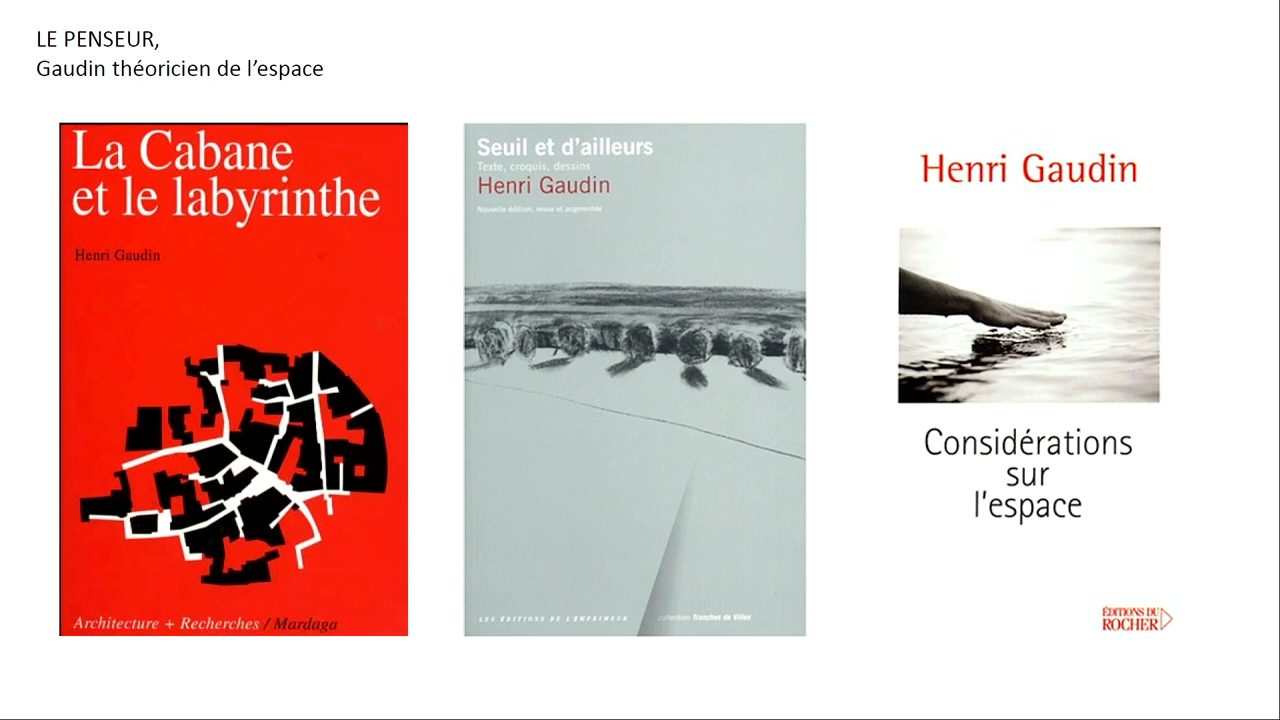 LE PENSEUR,
Gaudin théoricien de l’espace
La Cabane
et le labyrinthe
Henri Gaudin
Architecture + Recherches / Mardaga
Seuil et d’ailleurs
Texte, croquis, dessins
Henri Gaudin
Nouvelle édition, revue et augmentée
LES ÉDITIONS DE L’IMPRIMEUR
collection Tranches de Villes
Henri Gaudin
Considérations
sur
l’espace
ÉDITIONS DU
ROCHER